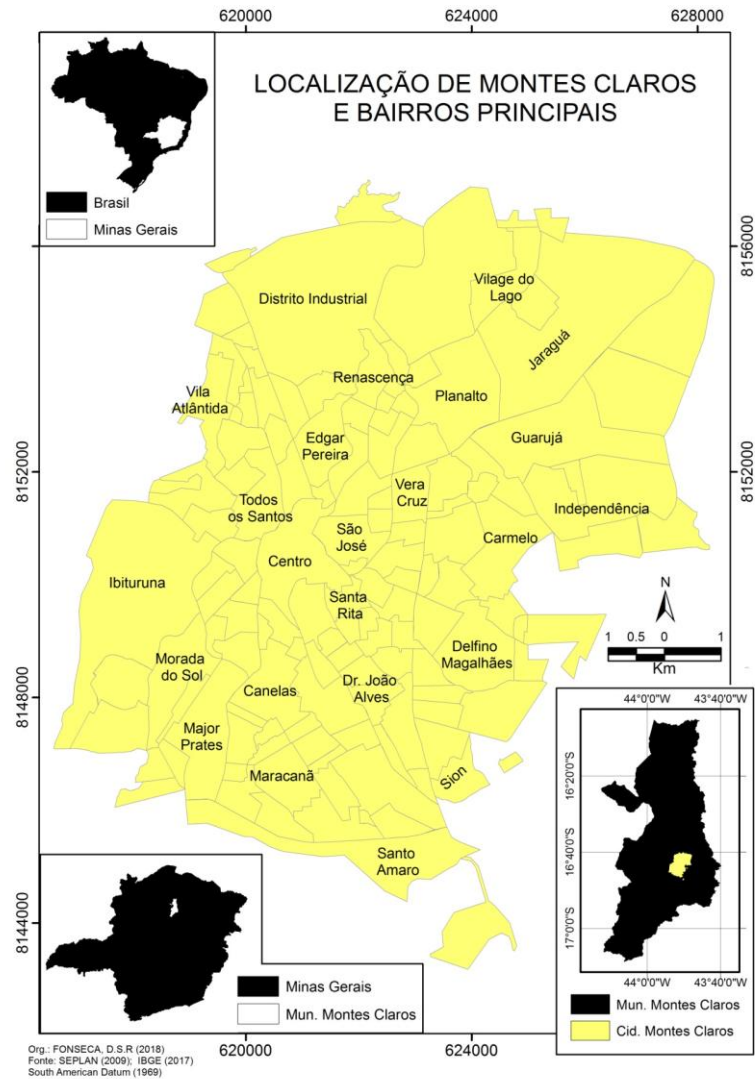 620000
624000
628000
LOCALIZAÇÃO DE MONTES CLAROS
E BAIRROS PRINCIPAIS
Brasil
Minas Gerais
8156000
8156000
Vilage do
Lago
Distrito Industrial
Jaraguá
Renascença
Planalto
Vila
Atlântida
Guarujá
Edgar
Pereira
8152000
8152000
Vera
Cruz
Todos
os Santos
Independência
São
José
Carmelo
Centro
Ibituruna
Santa
Rita
N
1 0.5 0 1
Km
Delfino
Magalhães
Morada
do Sol
Dr. João
Alves
Canelas
8148000
Major
Prates
Maracanã
Sion
Santo
Amaro
44°0'0"W 43°40'0"W
16°20'0"S
16°40'0"S
17°0'0"S
44°0'0"W 43°40'0"W
Mun. Montes Claros
Cid. Montes Claros
8144000
Minas Gerais
Mun. Montes Claros
620000
624000
Org.: FONSECA, D.S.R (2018)
Fonte: SEPLAN (2009); IBGE (2017)
South American Datum (1969)